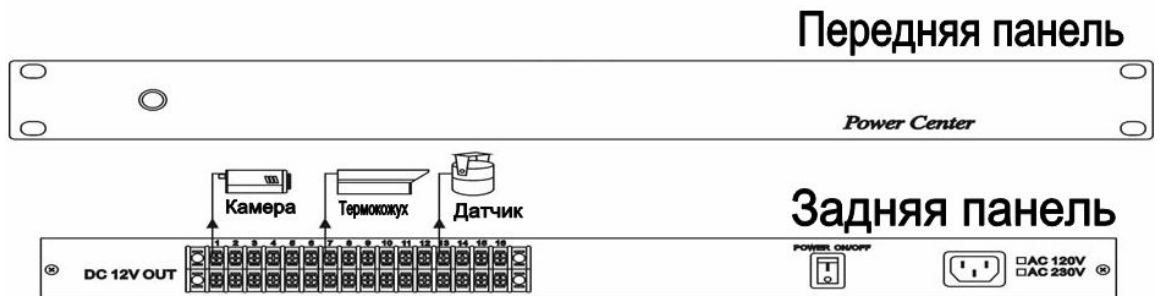 Передняя панель
Power Center
Камера
Термокожух
Датчик
Задняя панель
1 2 3 4 5 6 7 8 9 10 11 12 13 14 15 16
DC 12V OUT
POWER ON/OFF
□AC 120V
□AC 230V